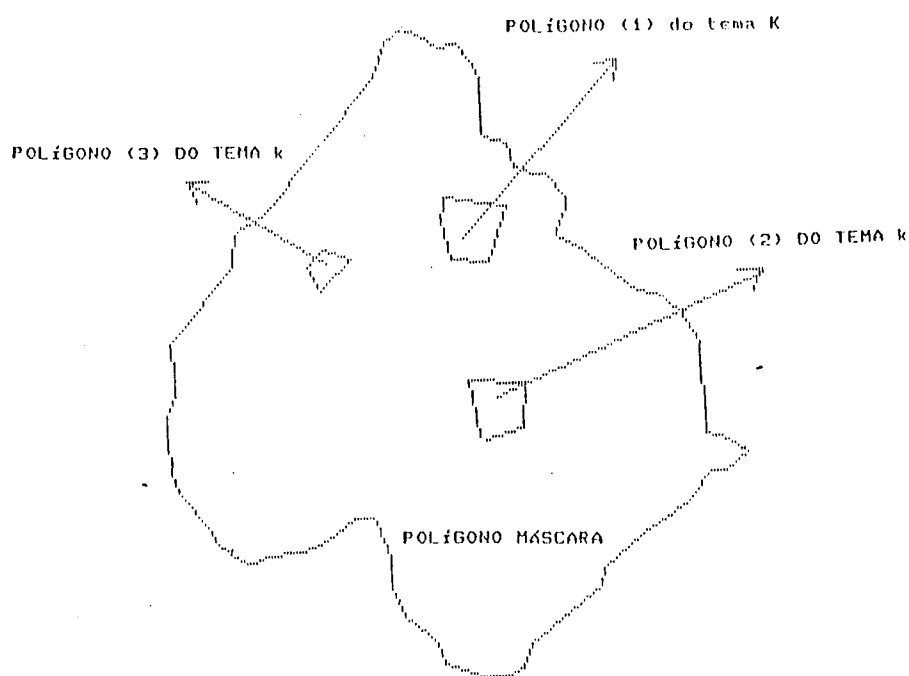 POLíGONO (1) do tema K
POLíGONO (3) DO TEMA k
POLíGONO (2) DO TEMA k
POLíGONO MáSCARA